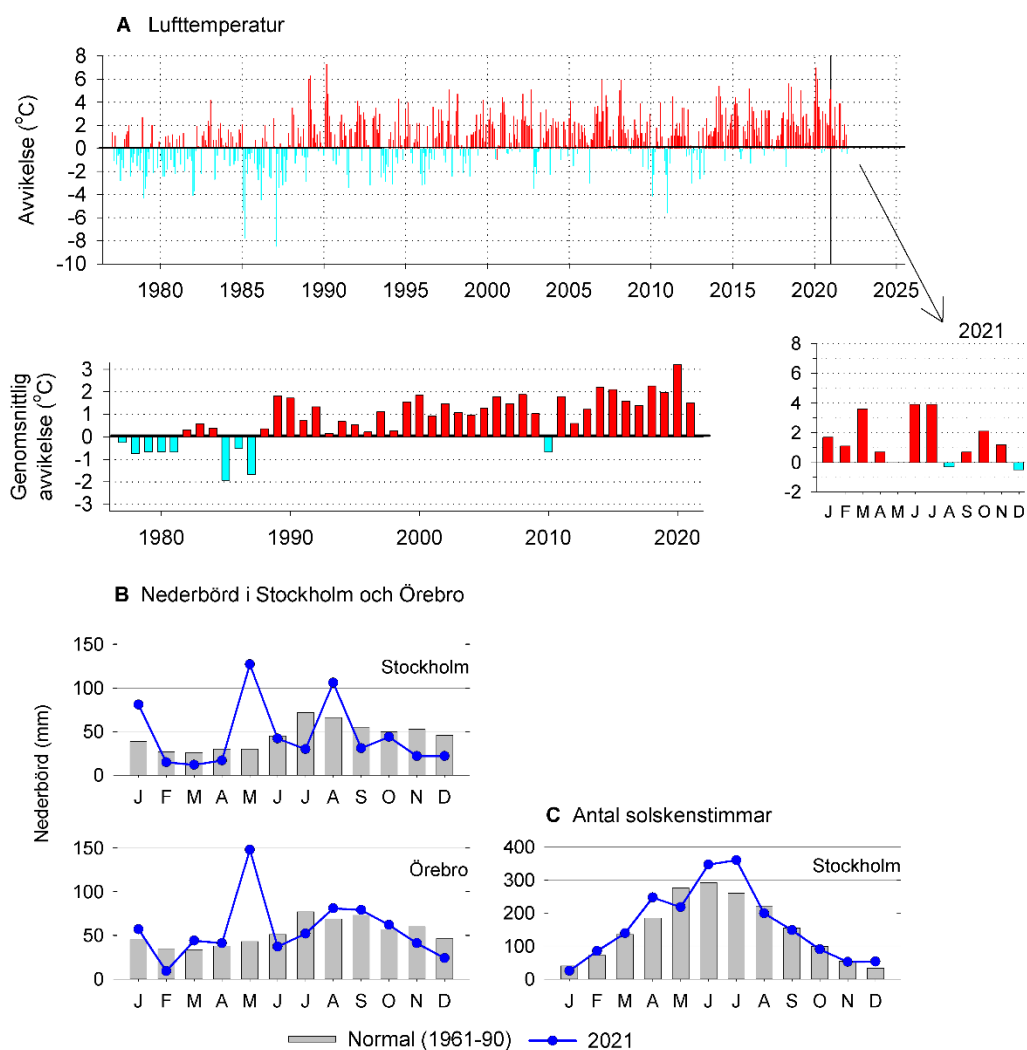 A Lufttemperatur
Avvikelse (°C)
8
6
4
2
0
-2
-4
-6
-8
-10
1980 1985 1990 1995 2000 2005 2010 2015 2020 2025
Genomsnittlig
avvikelse (°C)
3
2
1
0
-1
-2
-3
1980 1990 2000 2010 2020
2021
8
6
4
2
0
-2
J F M A M J J A S O N D
B Nederbörd i Stockholm och Örebro
Nederbörd (mm)
Stockholm
150
100
50
0
J F M A M J J A S O N D
Örebro
150
100
50
0
J F M A M J J A S O N D
C Antal solskenstimmar
Stockholm
400
300
200
100
0
J F M A M J J A S O N D
Normal (1961-90) 2021